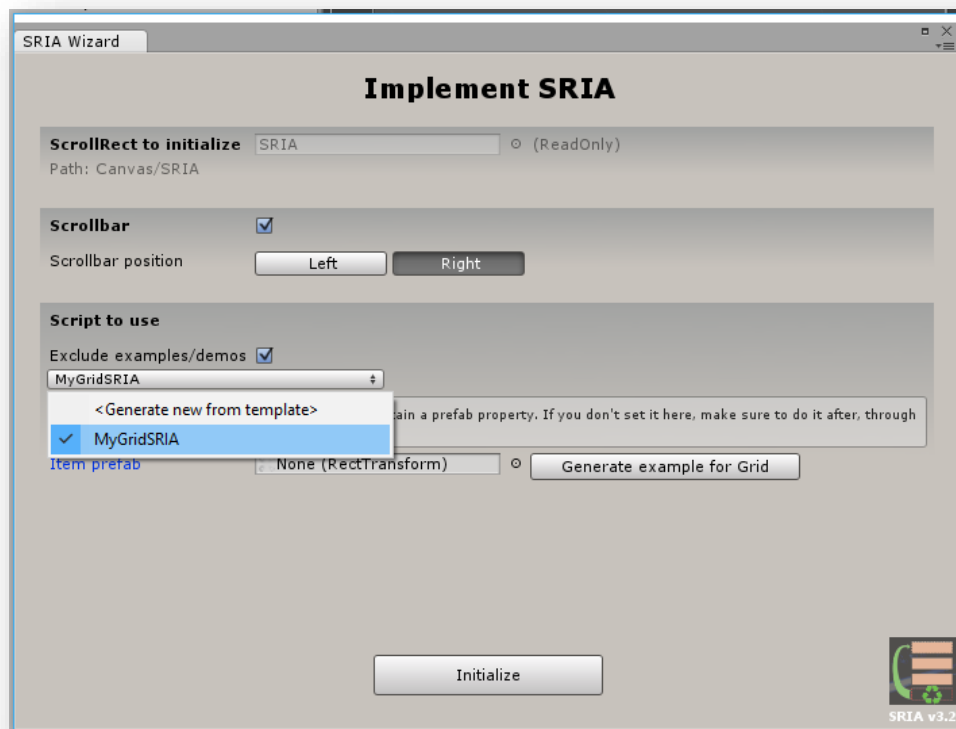 SRIA Wizard
Implement SRIA
ScrollRect to initialize SRIA (ReadOnly)
Path: Canvas/SRIA
Scrollbar
Scrollbar position Left Right
Script to use
Exclude examples/demos
MyGridSRIA
<Generate new from template>
a prefab property. If you don't set it here, make sure to do it after, through
MyGridSRIA
Item prefab None (RectTransform) Generate example for Grid
Initialize
SRIA v3.2